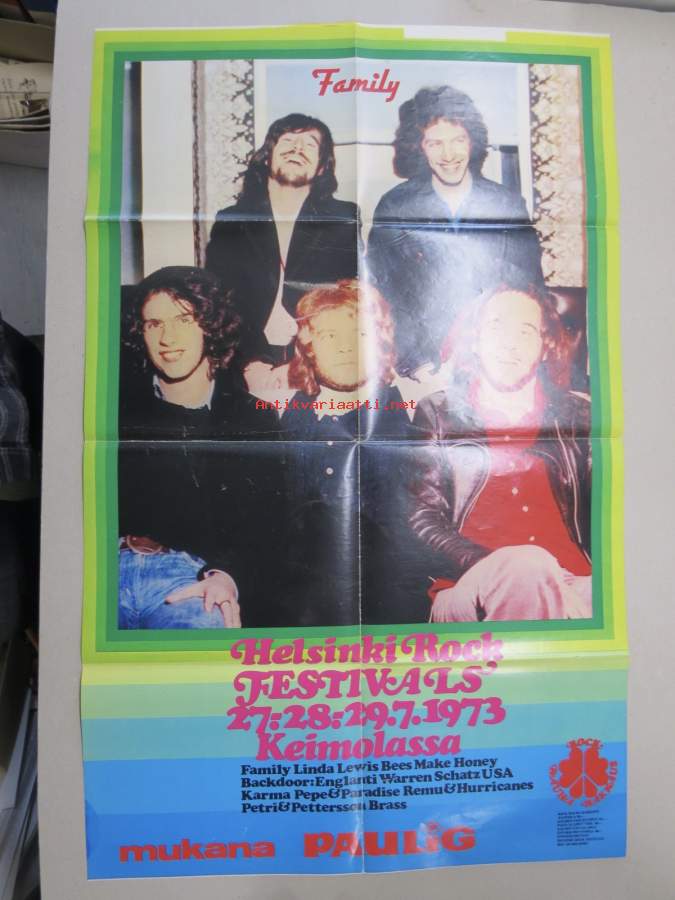 Family
Antikvariaatti.net
Helsinki Rock
FESTIVALS'
27.-28.-29.7.1973
Keimolassa
Family Linda Lewis Bees Make Honey
Backdoor:Englanti Warren Schatz USA
Karma Pepe&Paradise Remu&Hurricanes
Petri&Pettersson Brass
ROCK
mukana PAULIG